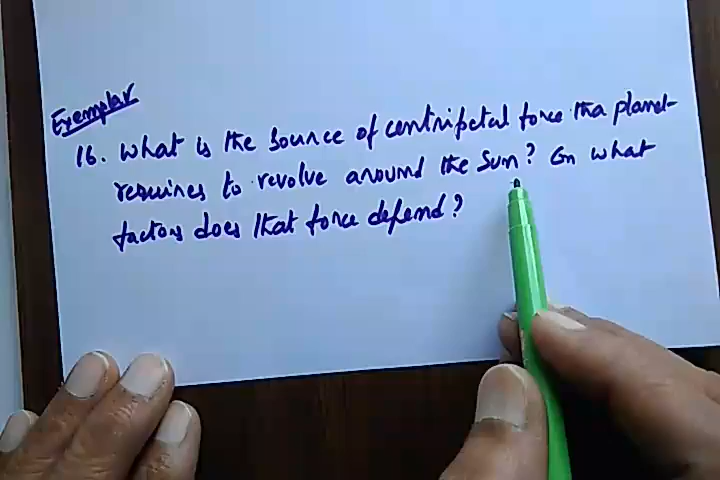 Exemplar
16. What is the Source of centripetal force tha planet
requires to revolve around the Sun? On what
factors does that force depend?